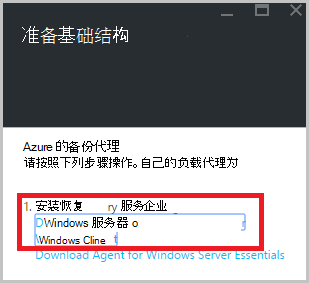 准备基础结构
Azure 的备份代理
请按照下列步骤操作。自己的负载代理为
1. 安装恢复 ry 服务企业
DWindows 服务器 o r
Windows Cline t
Download Agent for Windows Server Essentials